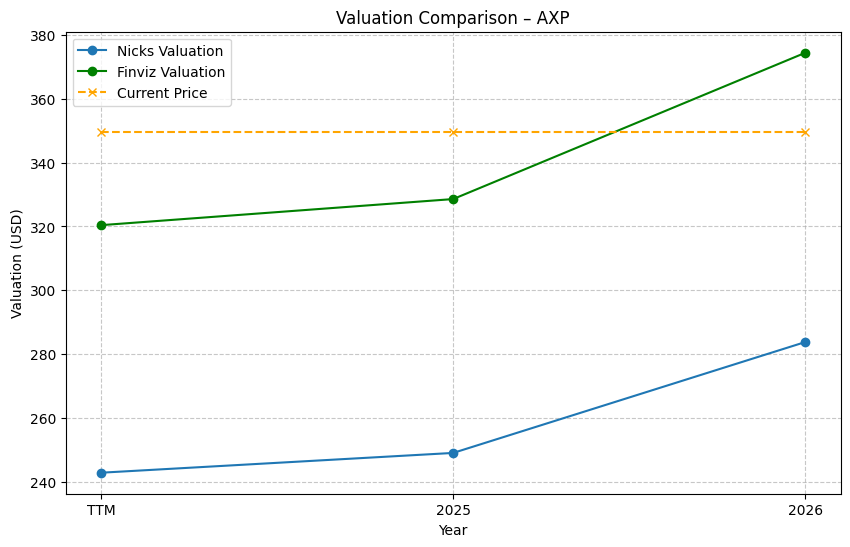 Valuation Comparison – AXP
Nicks Valuation
Finviz Valuation
Current Price
Valuation (USD)
380
360
340
320
300
280
260
240
TTM
2025
2026
Year